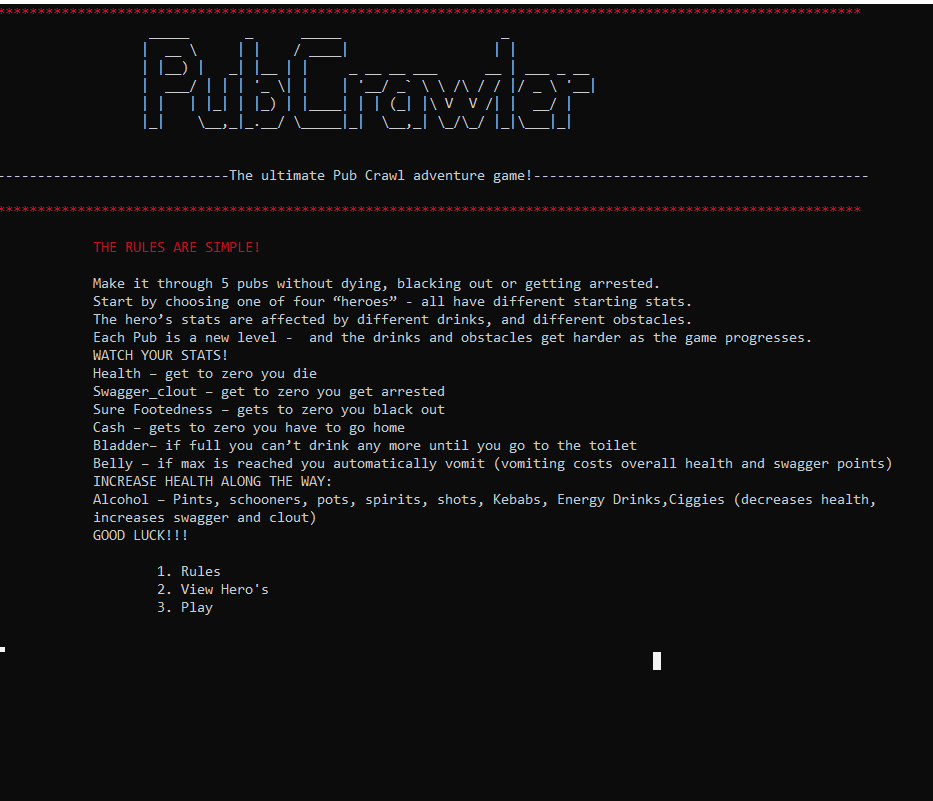 PubCrawler
The ultimate Pub Crawl adventure game!
THE RULES ARE SIMPLE!
Make it through 5 pubs without dying, blacking out or getting arrested.
Start by choosing one of four “heroes” - all have different starting stats.
The hero’s stats are affected by different drinks, and different obstacles.
Each Pub is a new level -  and the drinks and obstacles get harder as the game progresses.
WATCH YOUR STATS!
Health – get to zero you die
Swagger_clout – get to zero you get arrested
Sure Footedness – gets to zero you black out
Cash – gets to zero you have to go home
Bladder– if full you can’t drink any more until you go to the toilet
Belly – if max is reached you automatically vomit (vomiting costs overall health and swagger points)
INCREASE HEALTH ALONG THE WAY:
Alcohol – Pints, schooners, pots, spirits, shots, Kebabs, Energy Drinks,Ciggies (decreases health,
increases swagger and clout)
GOOD LUCK!!!
1. Rules
2. View Hero's
3. Play